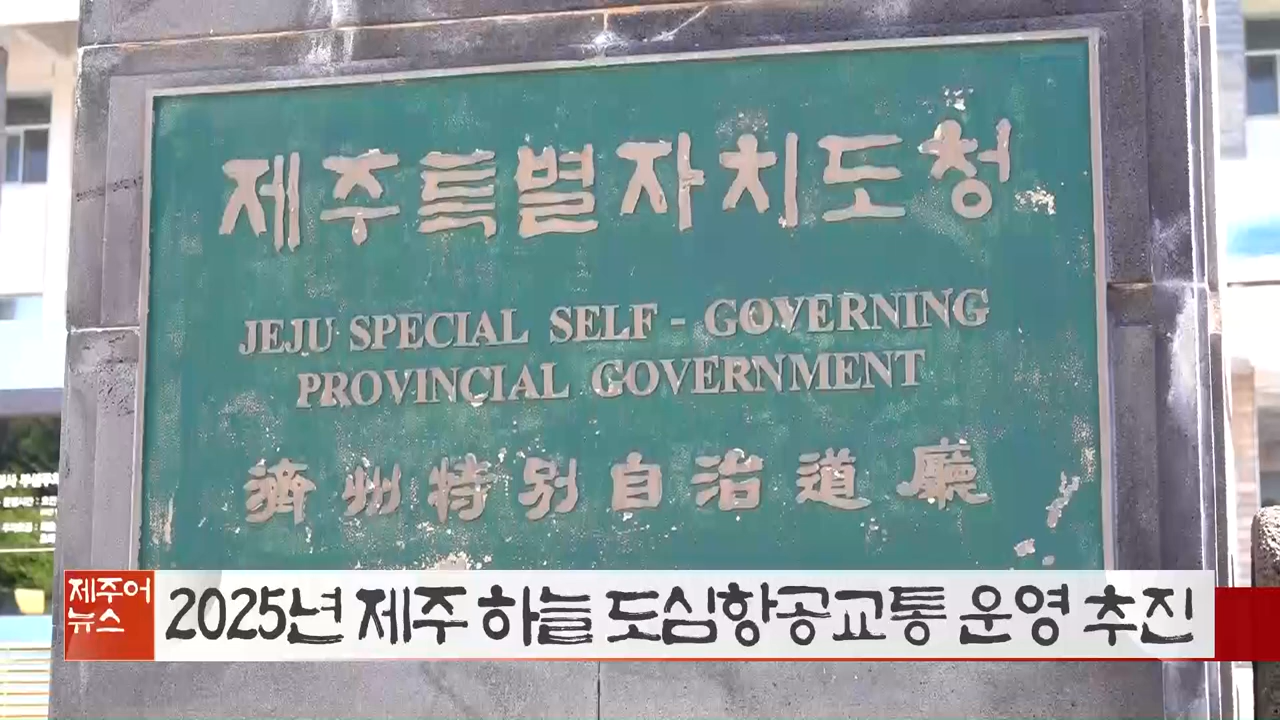 제주특별자치도청
JEJU SPECIAL SELF - GOVERNING
PROVINCIAL GOVERNMENT
濟州特別自治道廳
제주어
뉴스
2025년 제주 하늘 도심항공교통 운영 추진